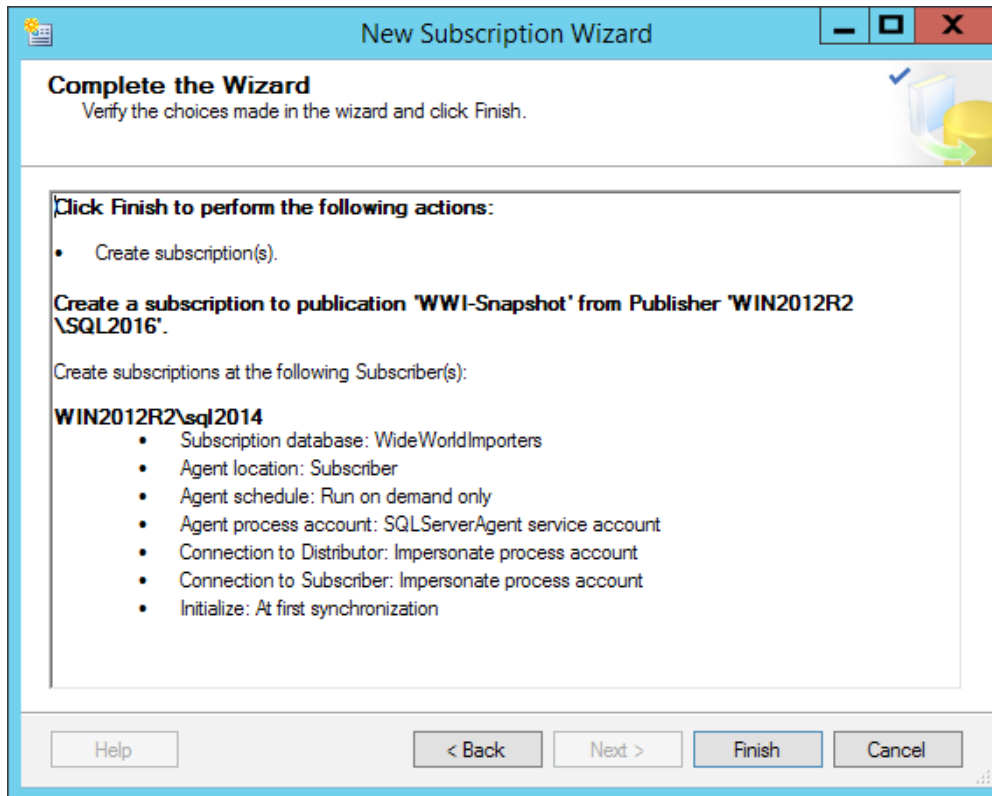 New Subscription Wizard
Complete the Wizard
Verify the choices made in the wizard and click Finish.
Click Finish to perform the following actions:
• Create subscription(s).
Create a subscription to publication 'WWI-Snapshot' from Publisher 'WIN2012R2
\SQL2016'.
Create subscriptions at the following Subscriber(s):
WIN2012R2\sql2014
• Subscription database: WideWorldImporters
• Agent location: Subscriber
• Agent schedule: Run on demand only
• Agent process account: SQLServerAgent service account
• Connection to Distributor: Impersonate process account
• Connection to Subscriber: Impersonate process account
• Initialize: At first synchronization
Help < Back Next > Finish Cancel